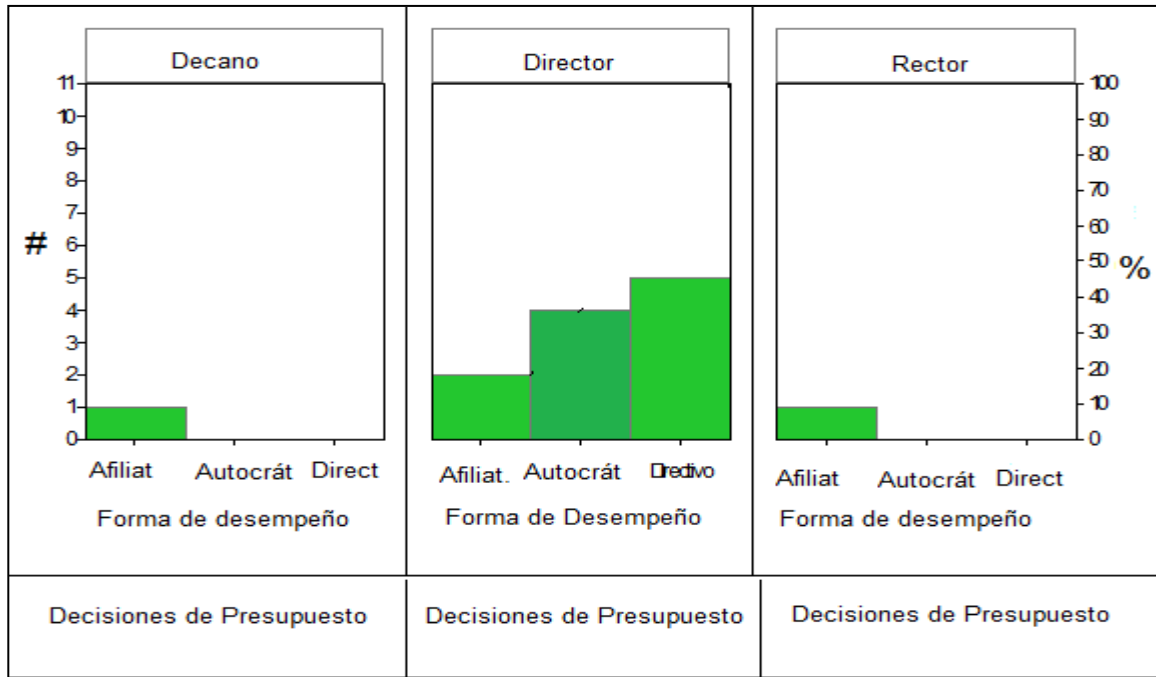 Decano
11
10
9
8
7
6
5
4
3
2
1
0
#
Afiliat Autocrát Direct
Forma de desempeño
Director
Afiliat. Autocrát Directivo
Forma de Desempeño
Rector
100
90
80
70
60
50
40
30
20
10
0
%
Afiliat Autocrát Direct
Forma de desempeño
Decisiones de Presupuesto
Decisiones de Presupuesto
Decisiones de Presupuesto